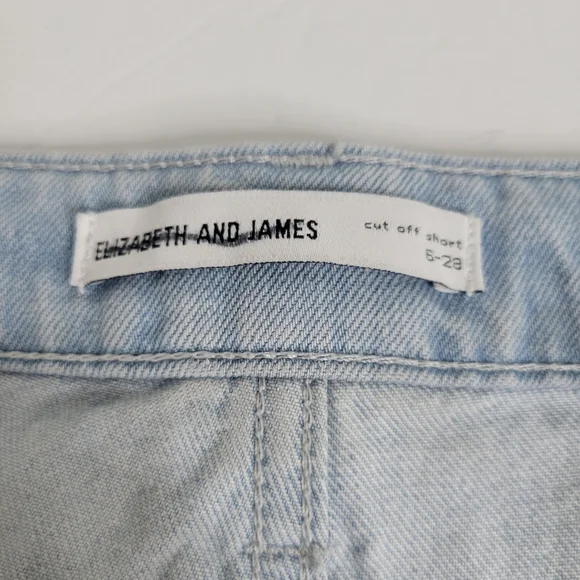 ELIZABETH AND JAMES
cut off short
6-28